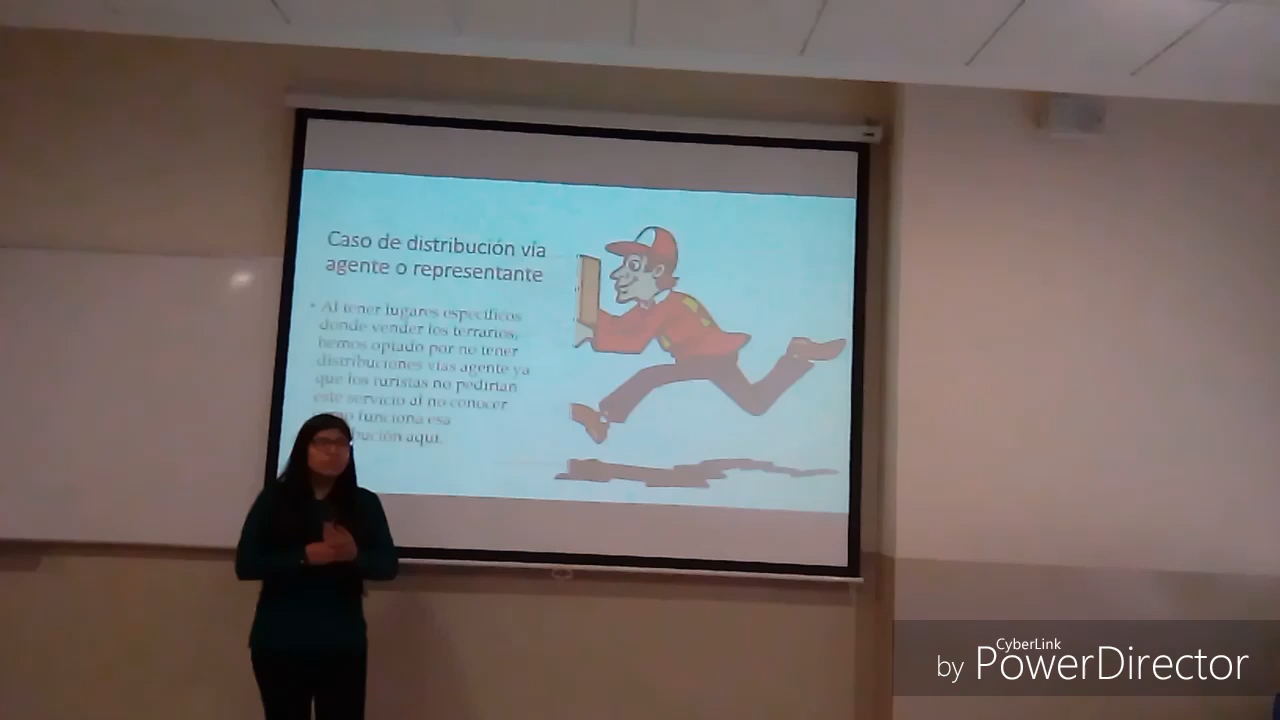 Caso de distribución vía
agente o representante
• Al tener lugares específicos
donde vender los terrarios,
hemos optado por no tener
distribuciones vías agente ya
que los turistas no pedirían
este servicio al no conocer
funciona esa
aquí.
CyberLink
by PowerDirector